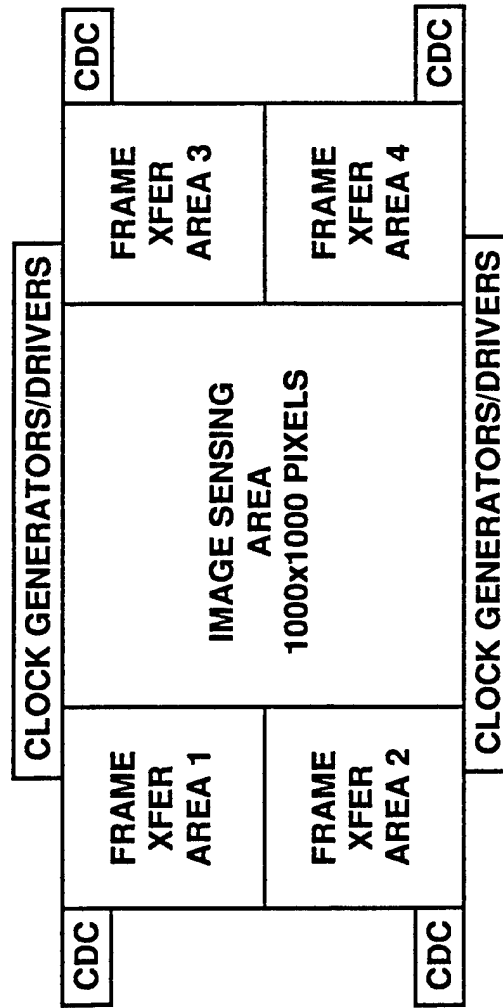 CLOCK GENERATORS/DRIVERS
CDC
FRAME
XFER
AREA 1
IMAGE SENSING
AREA
1000x1000 PIXELS
FRAME
XFER
AREA 3
CDC
CDC
FRAME
XFER
AREA 2
FRAME
XFER
AREA 4
CDC
CLOCK GENERATORS/DRIVERS